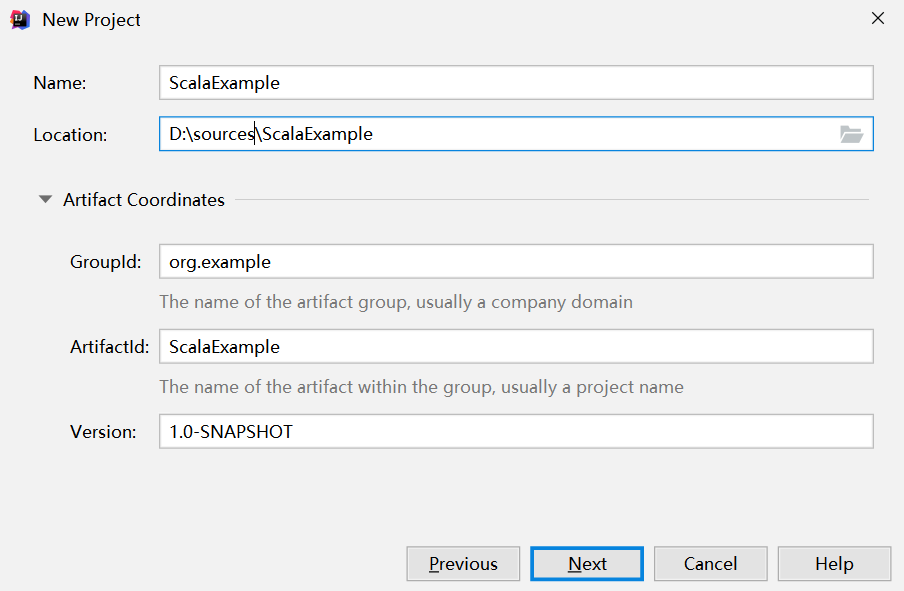 New Project
Name: ScalaExample
Location: D:\sources\ScalaExample
Artifact Coordinates
GroupId: org.example
The name of the artifact group, usually a company domain
ArtifactId: ScalaExample
The name of the artifact within the group, usually a project name
Version: 1.0-SNAPSHOT
Previous Next Cancel Help